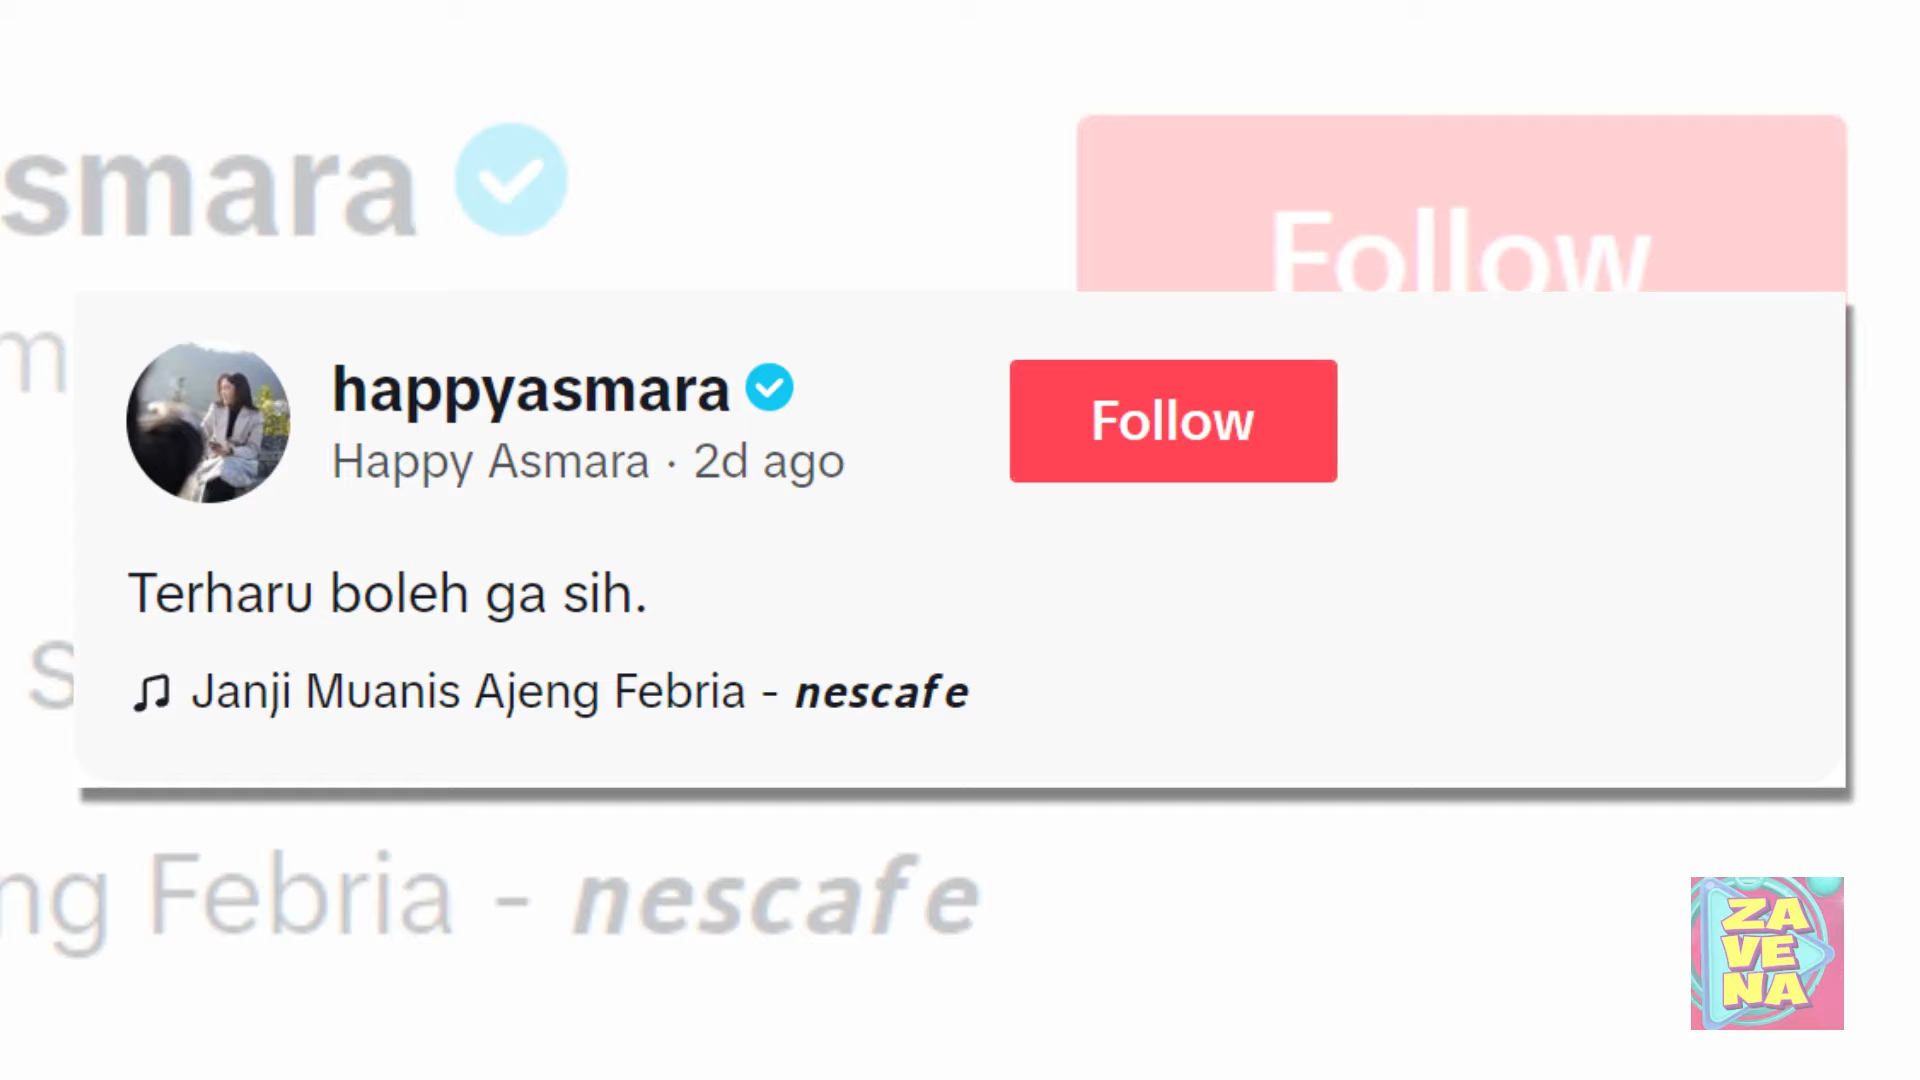 smara
Follow
m
happyasmara
Happy Asmara · 2d ago
Follow
Terharu boleh ga sih.
s
Janji Muanis Ajeng Febria - nescafe
ng Febria - nescafe
ZA
VE
NA